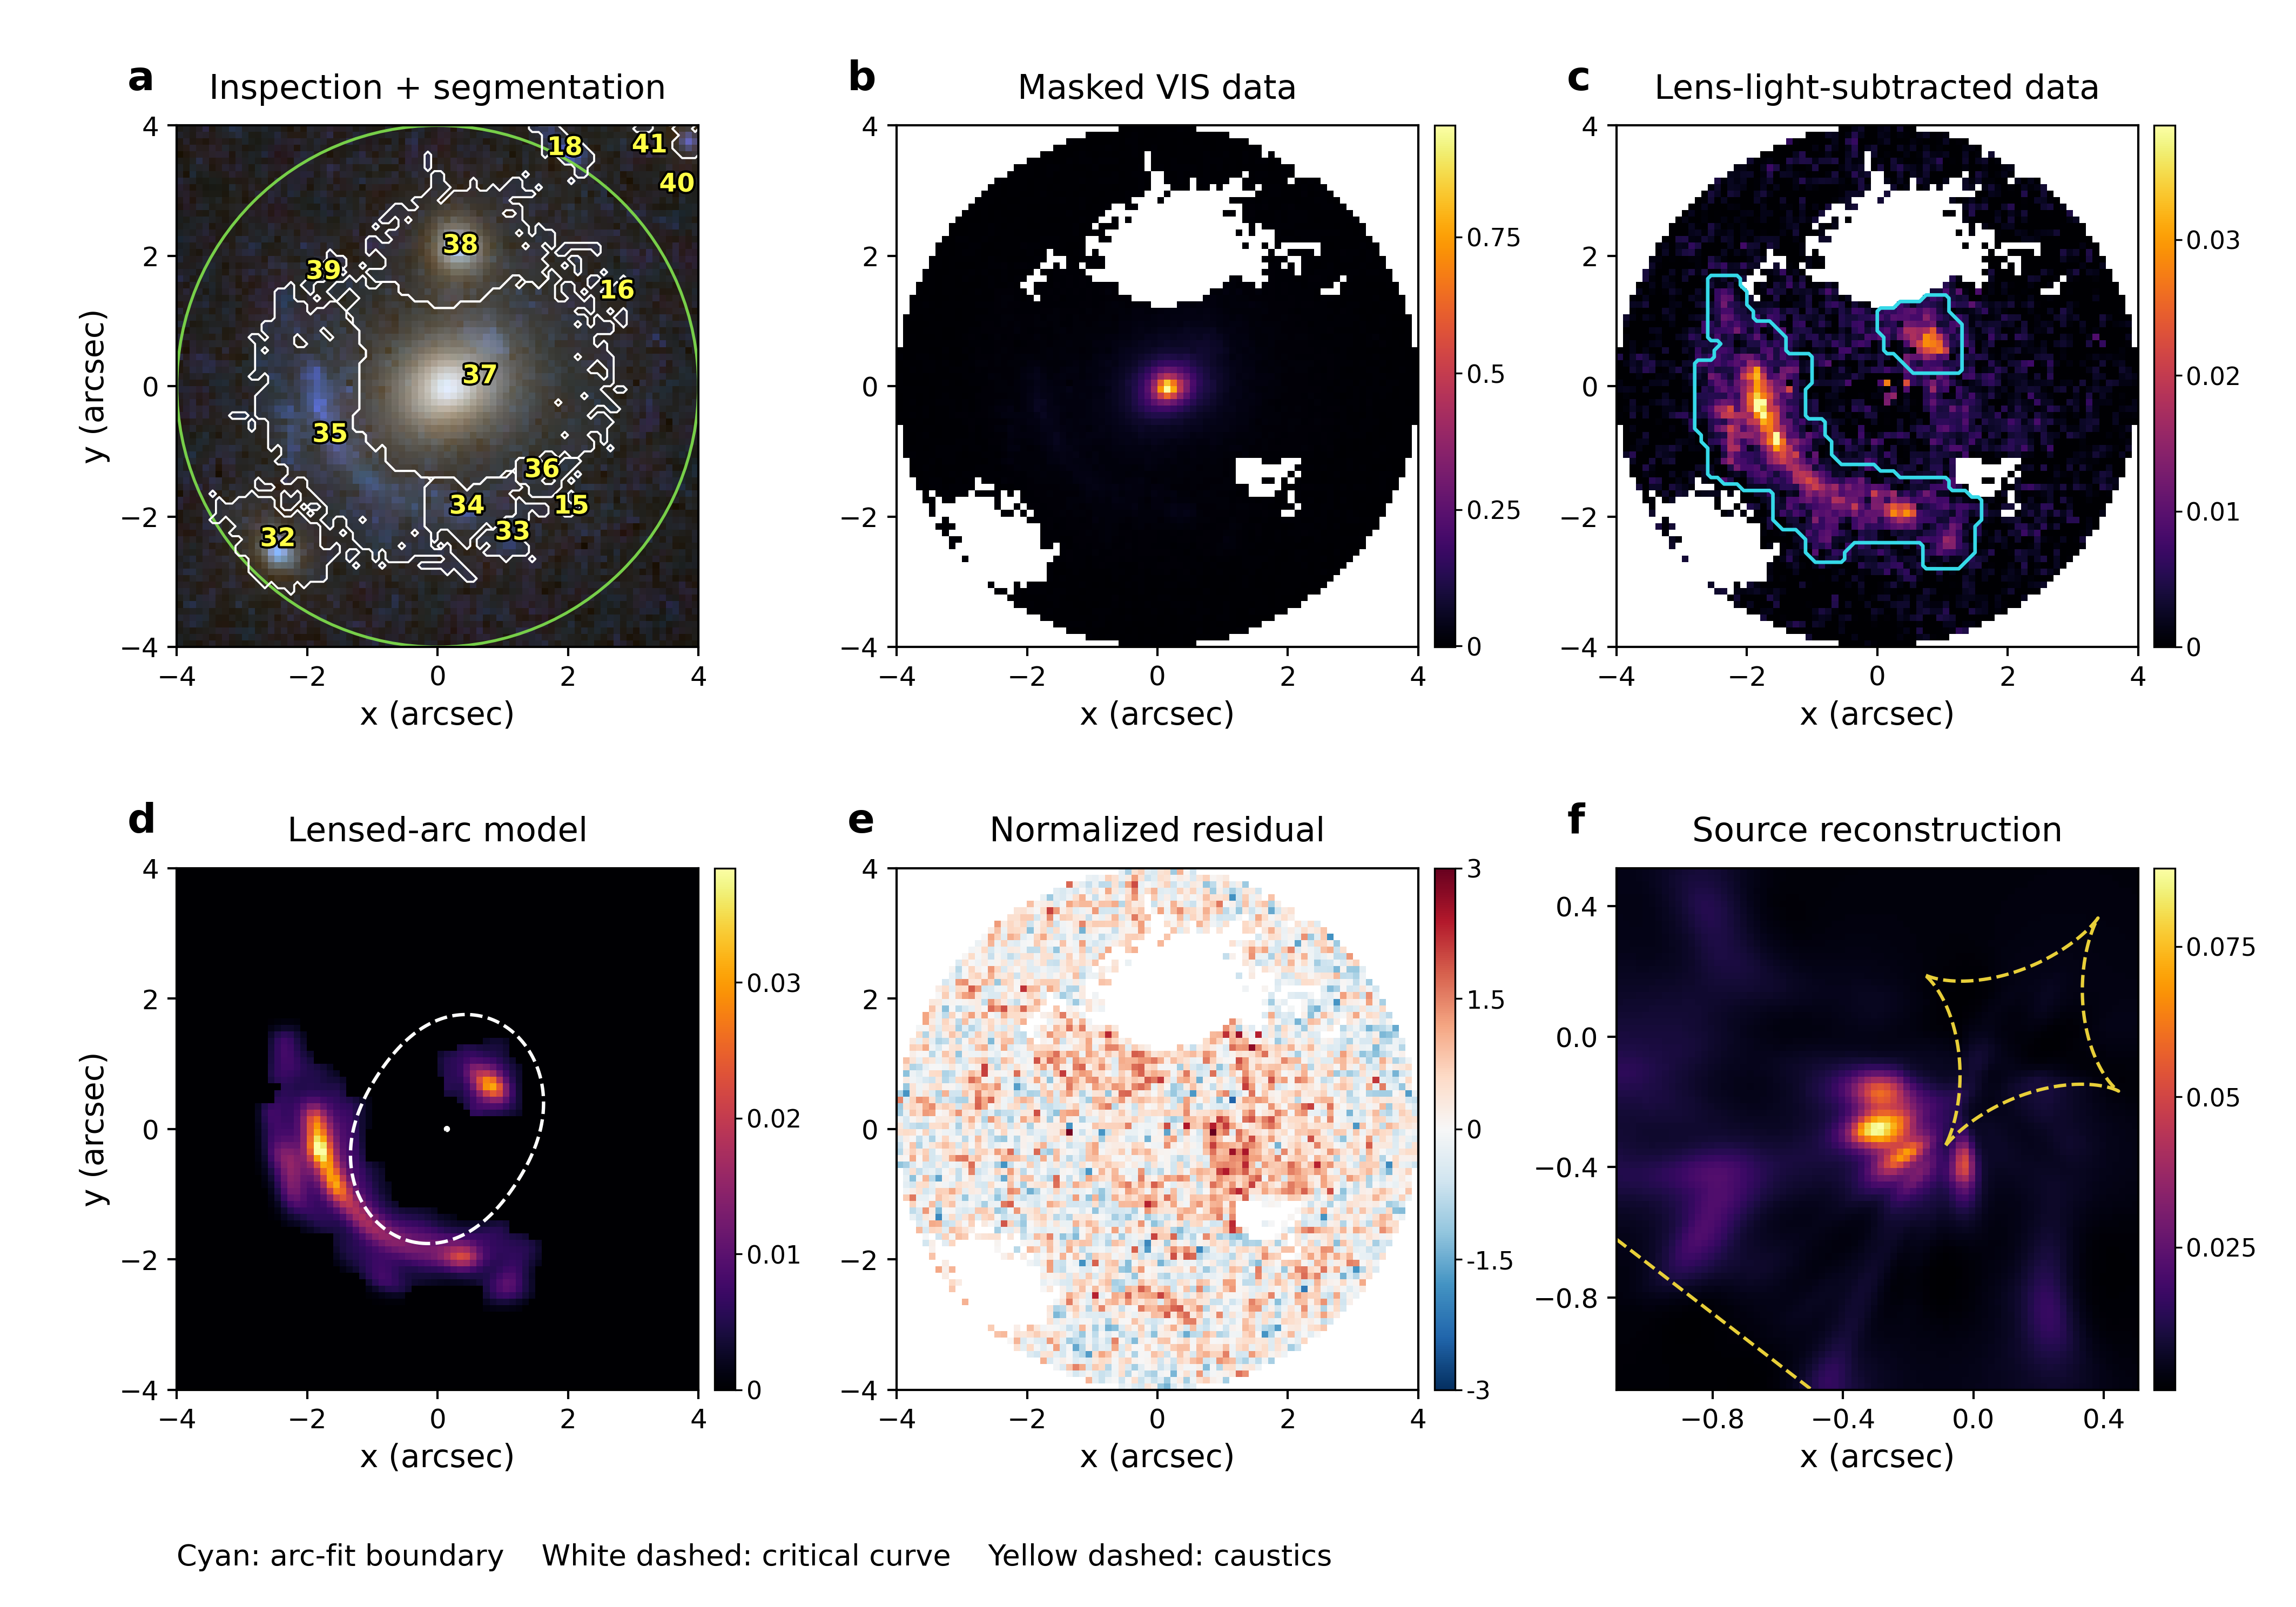 a Inspection + segmentation
b Masked VIS data
c Lens-light-subtracted data
4
2
0
−2
−4
−4 −2 0 2 4
x (arcsec)
y (arcsec)
18
41
40
38
39
16
37
35
36
34
15
33
32
4
2
0
−2
−4
−4 −2 0 2 4
x (arcsec)
0.75
0.5
0.25
0
4
2
0
−2
−4
−4 −2 0 2 4
x (arcsec)
0.03
0.02
0.01
0
d Lensed-arc model
e Normalized residual
f Source reconstruction
4
2
0
−2
−4
−4 −2 0 2 4
x (arcsec)
y (arcsec)
0.03
0.02
0.01
0
4
2
0
−2
−4
−4 −2 0 2 4
x (arcsec)
3
1.5
0
-1.5
-3
0.4
0.0
−0.4
−0.8
−0.8 −0.4 0.0 0.4
x (arcsec)
0.075
0.05
0.025
Cyan: arc-fit boundary White dashed: critical curve Yellow dashed: caustics